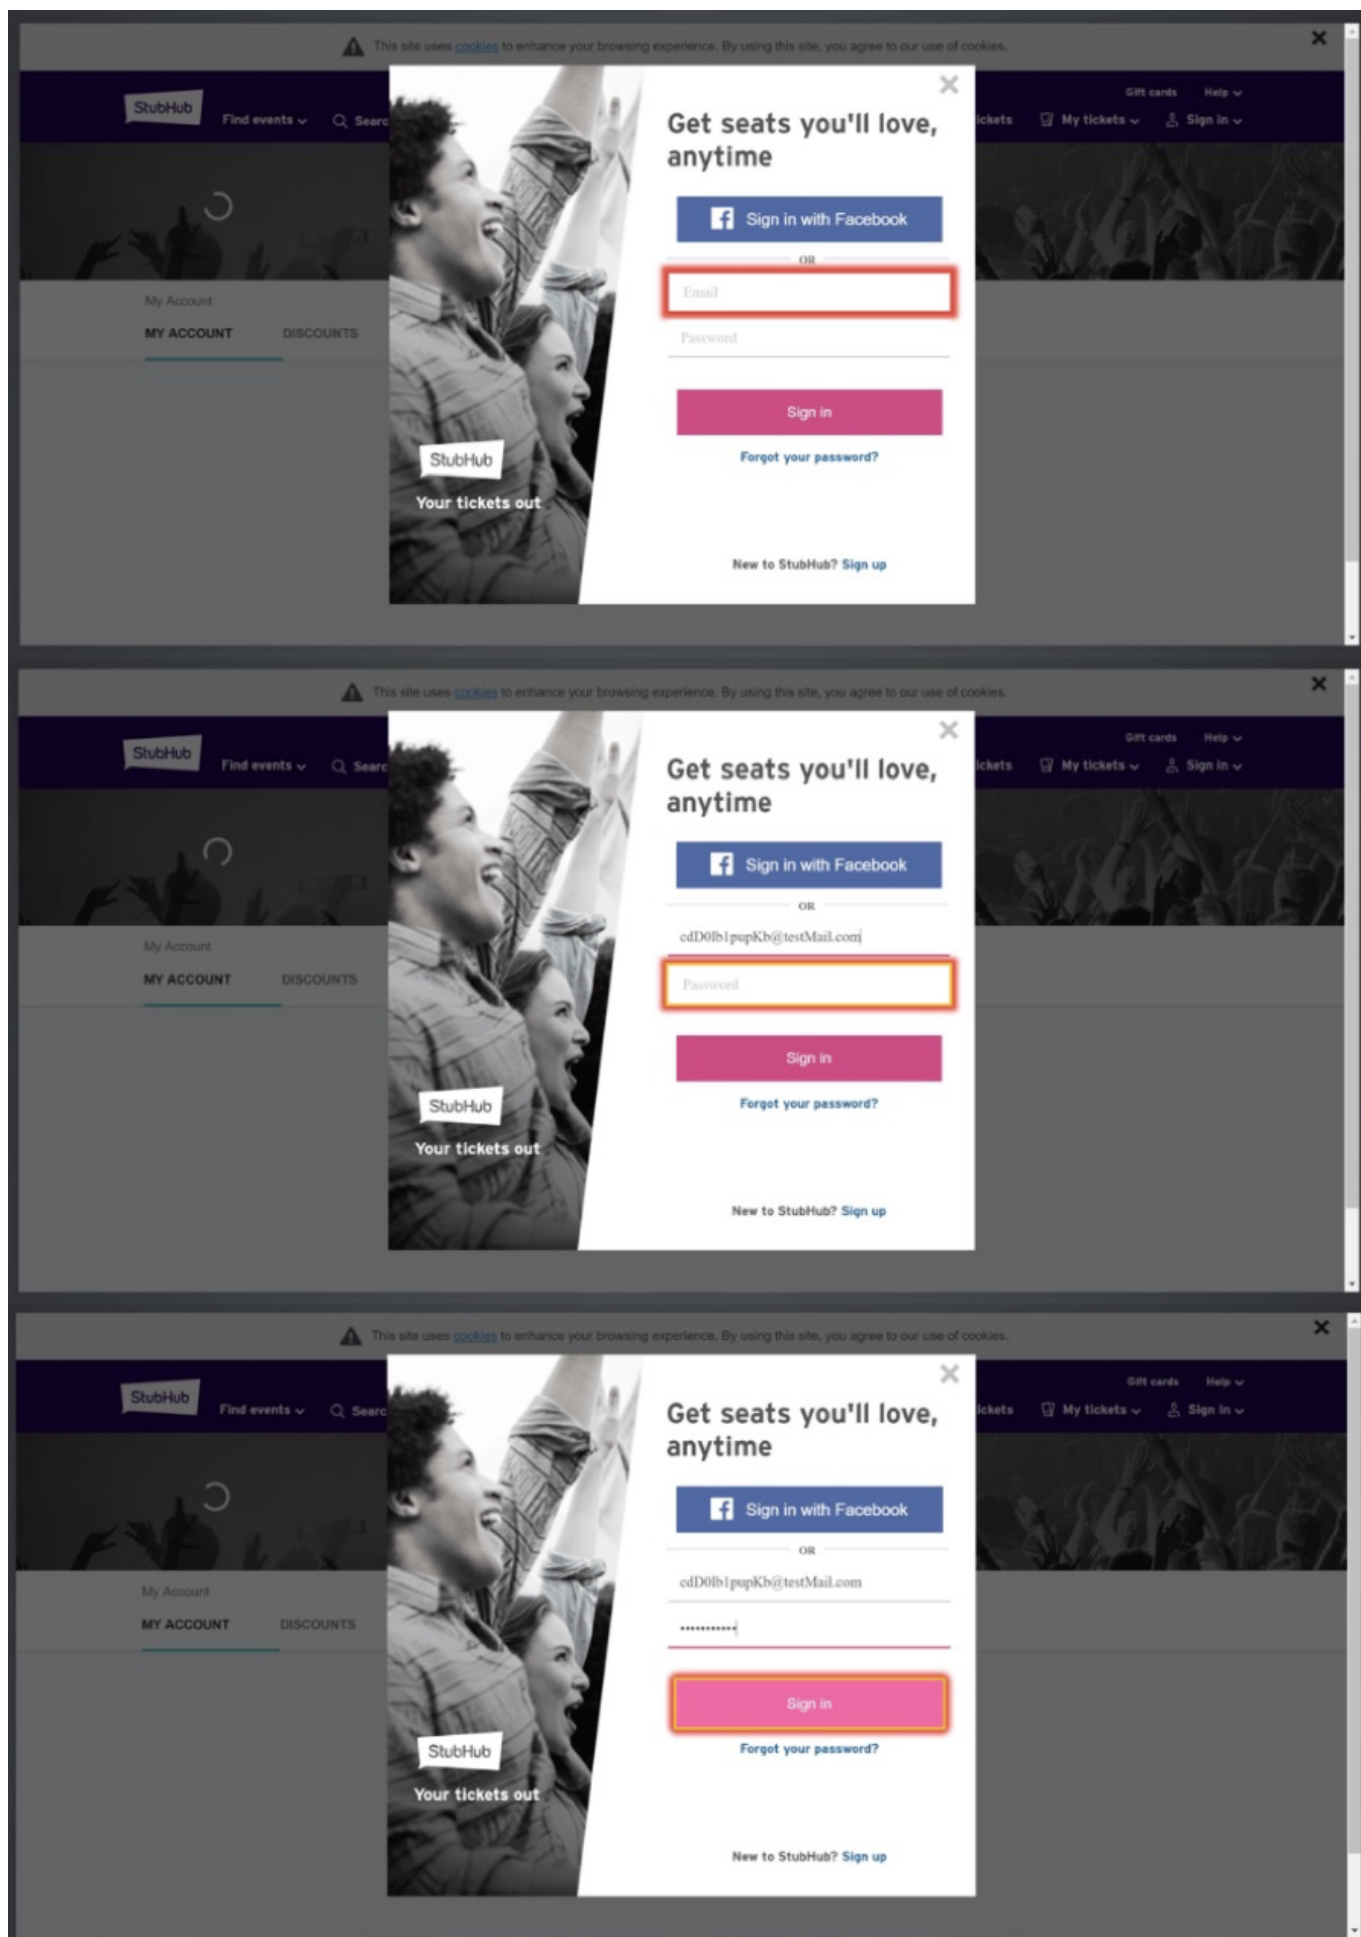 This site uses cookies to enhance your browsing experience. By using this site, you agree to our use of cookies.
Gift cards Help
StubHub
Find events
Searc
ickets
My tickets
Sign in
Get seats you'll love,
anytime
Sign in with Facebook
OR
Email
My Account
MY ACCOUNT
DISCOUNTS
Password
Sign in
StubHub
Forgot your password?
Your tickets out
New to StubHub? Sign up
This site uses cookies to enhance your browsing experience. By using this site, you agree to our use of cookies.
Gift cards Help
StubHub
Find events
Searc
ickets
My tickets
Sign in
Get seats you'll love,
anytime
Sign in with Facebook
OR
cdD0lb1pupKb@testMail.com
My Account
MY ACCOUNT
DISCOUNTS
Password
Sign in
StubHub
Forgot your password?
Your tickets out
New to StubHub? Sign up
This site uses cookies to enhance your browsing experience. By using this site, you agree to our use of cookies.
Gift cards Help
StubHub
Find events
Searc
ickets
My tickets
Sign in
Get seats you'll love,
anytime
Sign in with Facebook
OR
cdD0lb1pupKb@testMail.com
My Account
MY ACCOUNT
DISCOUNTS
•••••••••••
Sign in
StubHub
Forgot your password?
Your tickets out
New to StubHub? Sign up